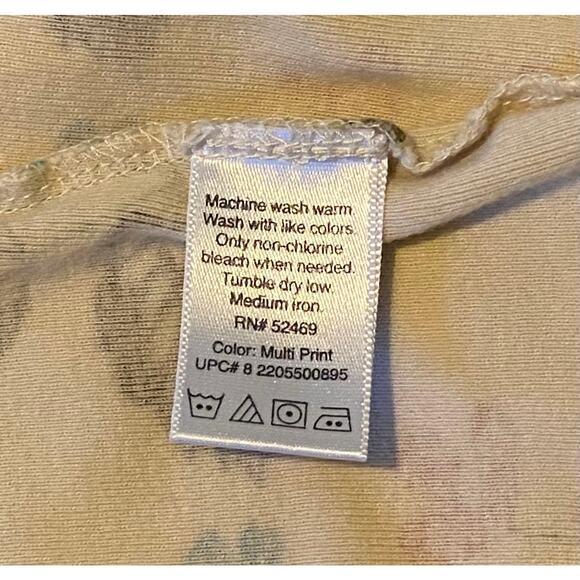 Machine wash warm
Wash with like colors.
Only non-chlorine
bleach when needed.
Tumble dry low.
Medium iron.
RN# 52469
Color: Multi Print
UPC# 8 2205500895